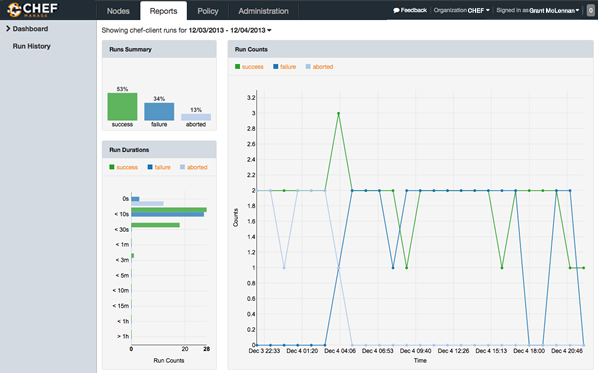 CHEF
MANAGE
Nodes
Reports
Policy
Administration
Feedback
Organization CHEF
Signed in as Grant McLennan
0
Dashboard
Run History
Showing chef-client runs for 12/03/2013 - 12/04/2013
Runs Summary
53%
34%
13%
success
failure
aborted
Run Durations
success
failure
aborted
0s
< 10s
< 30s
< 1m
< 3m
< 5m
< 10m
< 15m
< 1h
> 1h
0
20
28
Run Counts
Run Counts
success
failure
aborted
3.2
3
2.8
2.6
2.4
2.2
2
1.8
1.6
1.4
1.2
1
0.8
0.6
0.4
0.2
0
Counts
Dec 3 22:33
Dec 4 01:20
Dec 4 04:06
Dec 4 06:53
Dec 4 09:40
Dec 4 12:26
Dec 4 15:13
Dec 4 18:00
Dec 4 20:46
Time